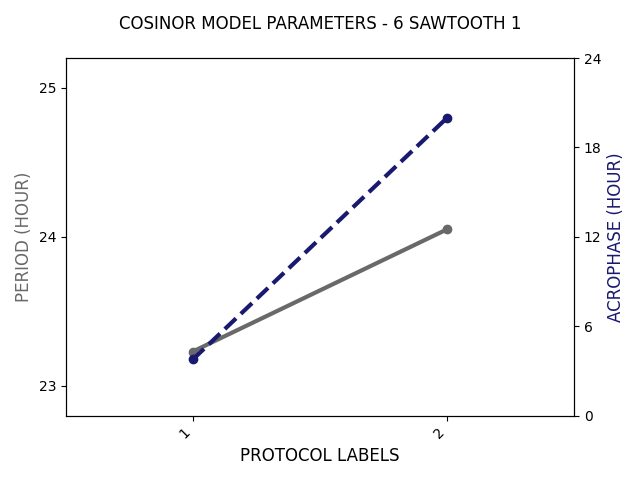 COSINOR MODEL PARAMETERS - 6 SAWTOOTH 1
25
24
23
PERIOD (HOUR)
24
18
12
6
0
ACROPHASE (HOUR)
1
2
PROTOCOL LABELS